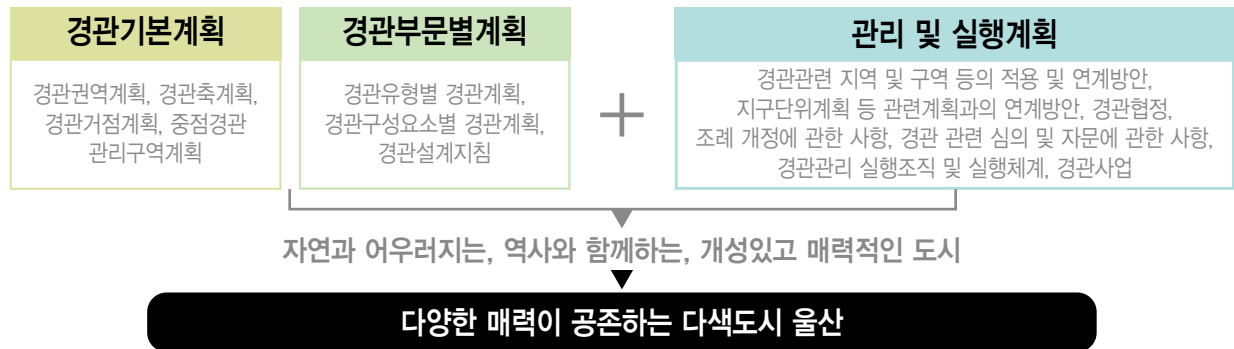 경관기본계획
경관권역계획, 경관축계획,
경관거점계획, 중점경관
관리구역계획
경관부문별계획
경관유형별 경관계획,
경관구성요소별 경관계획,
경관설계지침
+
관리 및 실행계획
경관관련 지역 및 구역 등의 적용 및 연계방안,
지구단위계획 등 관련계획과의 연계방안, 경관협정,
조례 개정에 관한 사항, 경관 관련 심의 및 자문에 관한 사항,
경관관리 실행조직 및 실행체계, 경관사업
자연과 어우러지는, 역사와 함께하는, 개성있고 매력적인 도시
다양한 매력이 공존하는 다색도시 울산